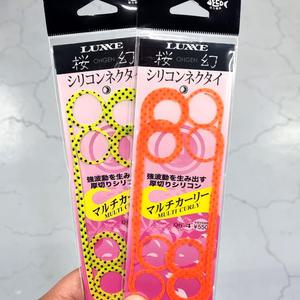 LUXXE
桜幻
OHGEN
シリコンネクタイ
強波動を生み出す
厚切りシリコン
マルチカーリー
MULTI CURLY
LUXXE
桜幻
OHGEN
シリコンネクタイ
強波動を生み出す
厚切りシリコン
マルチカーリー
MULTI CURLY
¥550